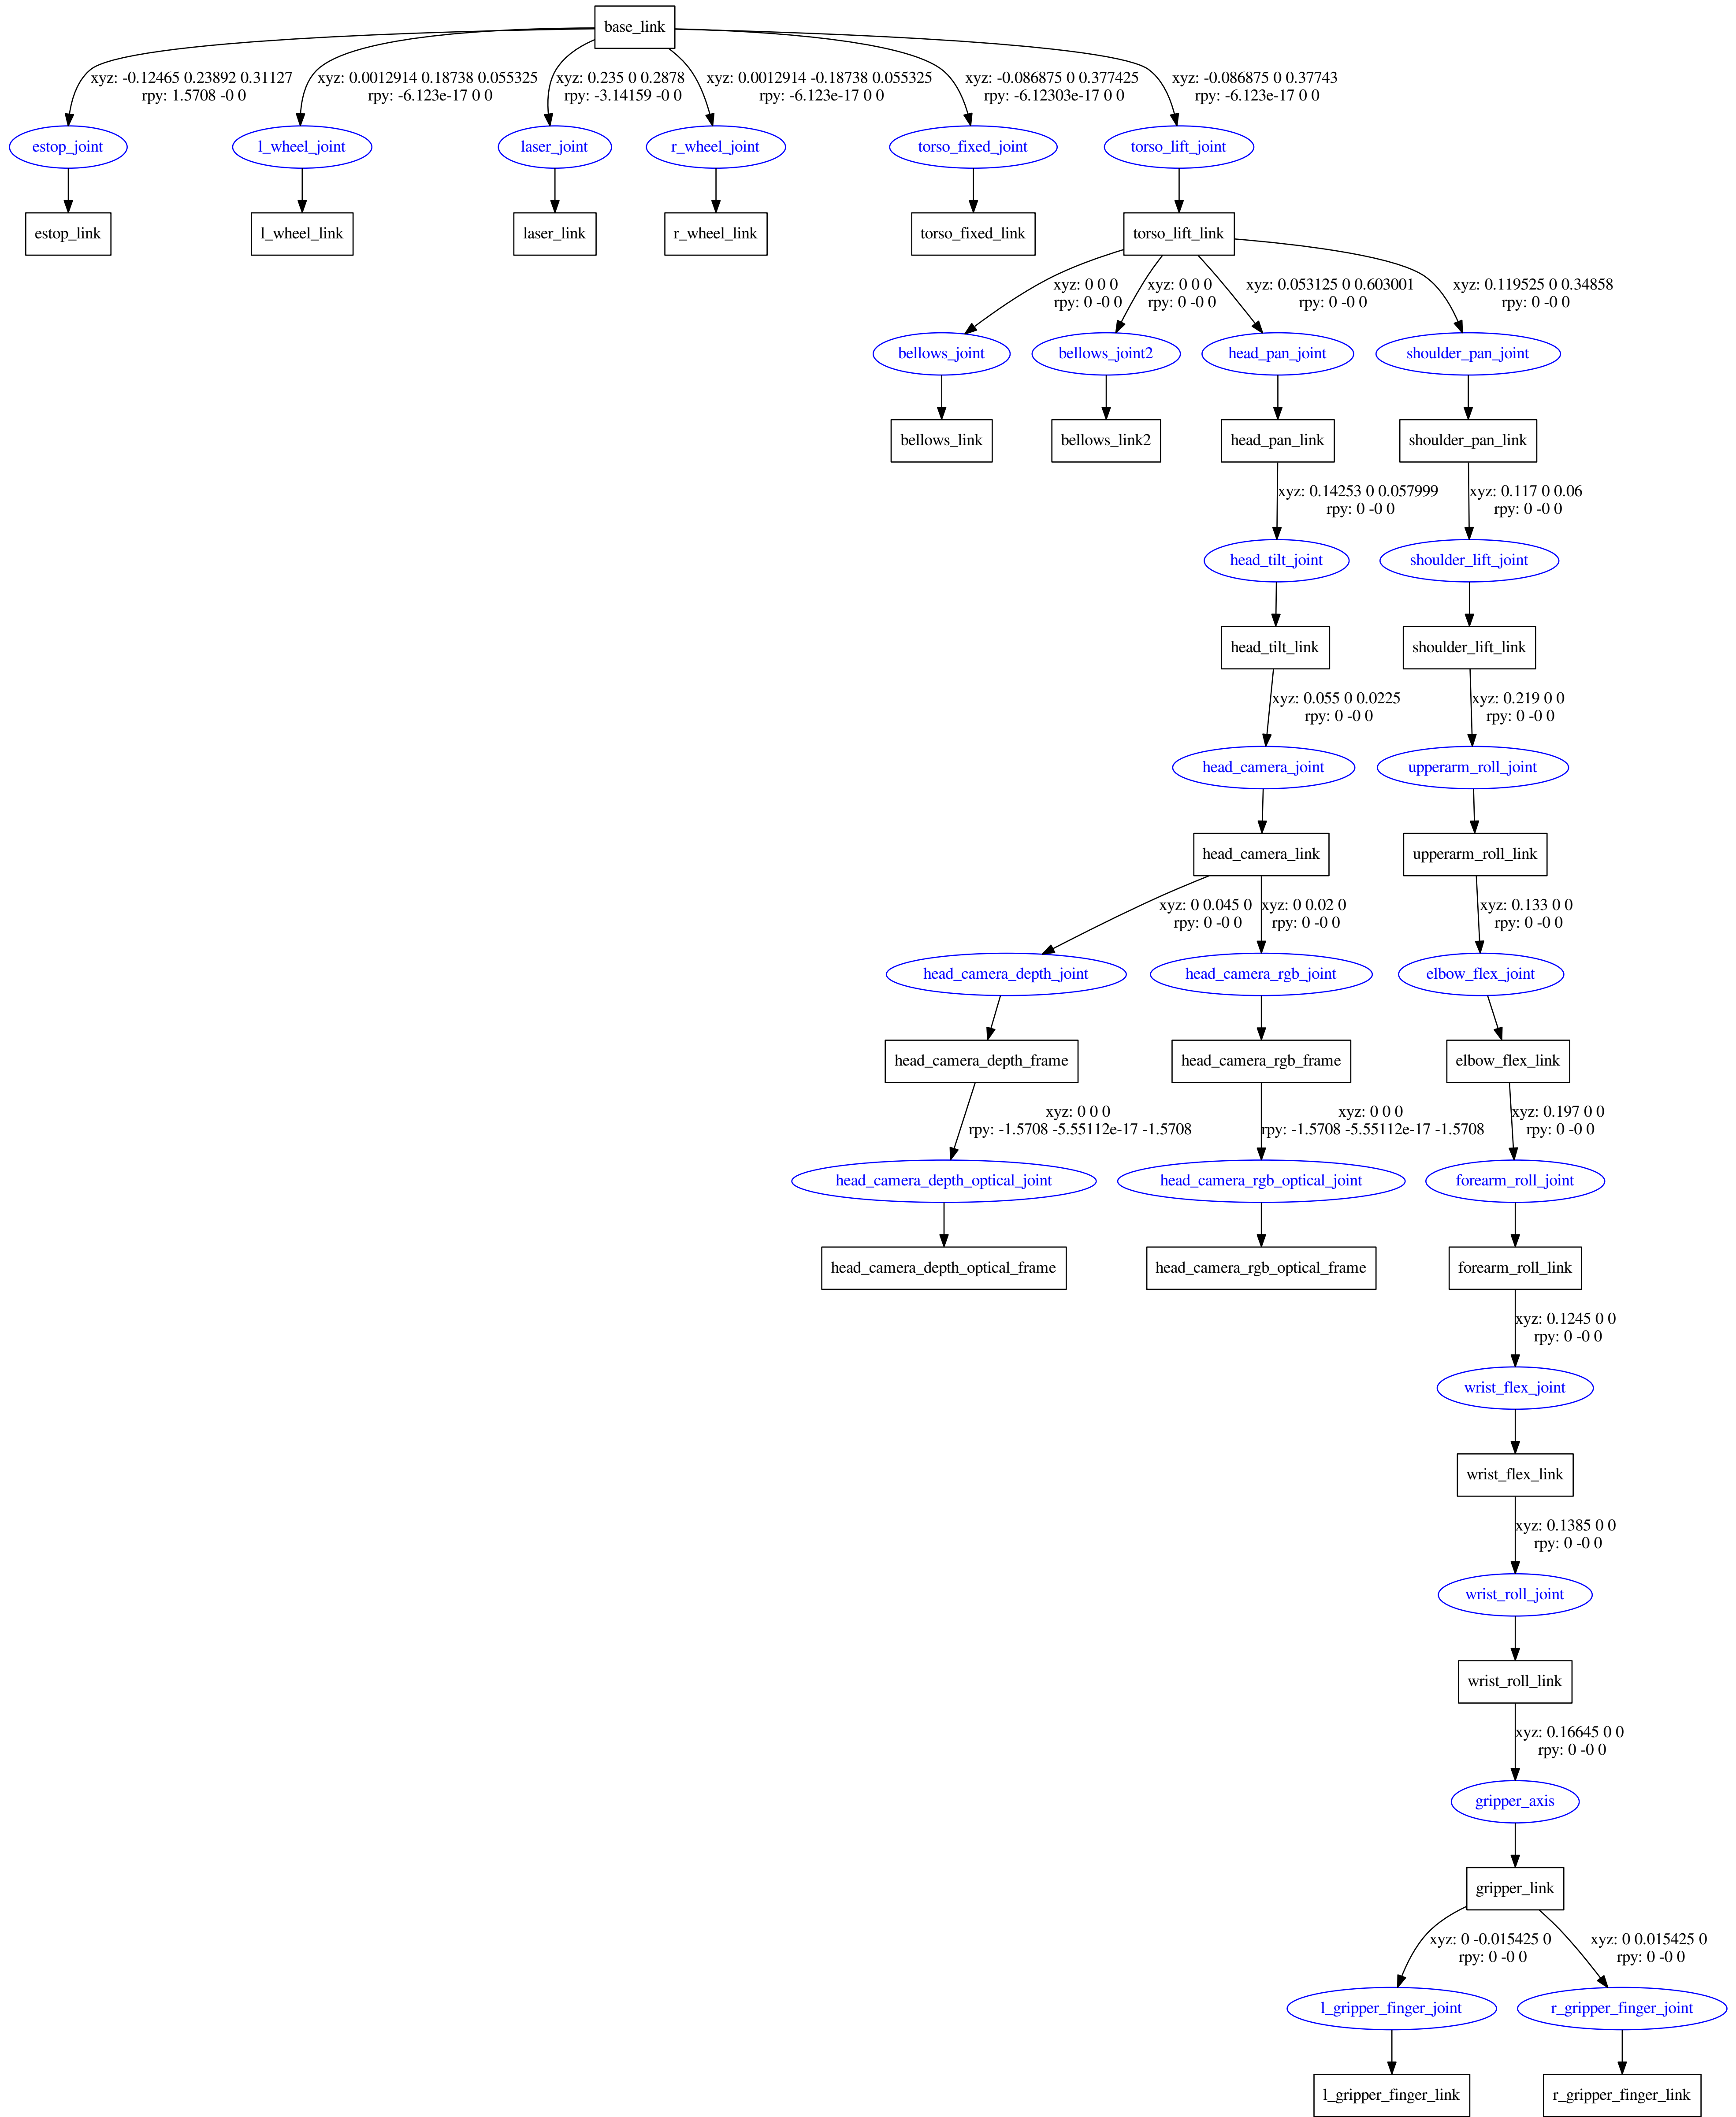 base_link
xyz: -0.12465 0.23892 0.31127
rpy: 1.5708 -0 0
xyz: 0.0012914 0.18738 0.055325
rpy: -6.123e-17 0 0
xyz: 0.235 0 0.2878
rpy: -3.14159 -0 0
xyz: 0.0012914 -0.18738 0.055325
rpy: -6.123e-17 0 0
xyz: -0.086875 0 0.377425
rpy: -6.12303e-17 0 0
xyz: -0.086875 0 0.37743
rpy: -6.123e-17 0 0
estop_joint
l_wheel_joint
laser_joint
r_wheel_joint
torso_fixed_joint
torso_lift_joint
estop_link
l_wheel_link
laser_link
r_wheel_link
torso_fixed_link
torso_lift_link
xyz: 0 0 0
rpy: 0 -0 0
xyz: 0 0 0
rpy: 0 -0 0
xyz: 0.053125 0 0.603001
rpy: 0 -0 0
xyz: 0.119525 0 0.34858
rpy: 0 -0 0
bellows_joint
bellows_joint2
head_pan_joint
shoulder_pan_joint
bellows_link
bellows_link2
head_pan_link
shoulder_pan_link
xyz: 0.14253 0 0.057999
rpy: 0 -0 0
xyz: 0.117 0 0.06
rpy: 0 -0 0
head_tilt_joint
shoulder_lift_joint
head_tilt_link
shoulder_lift_link
xyz: 0.055 0 0.0225
rpy: 0 -0 0
xyz: 0.219 0 0
rpy: 0 -0 0
head_camera_joint
upperarm_roll_joint
head_camera_link
upperarm_roll_link
xyz: 0 0.045 0
rpy: 0 -0 0
xyz: 0 0.02 0
rpy: 0 -0 0
xyz: 0.133 0 0
rpy: 0 -0 0
head_camera_depth_joint
head_camera_rgb_joint
elbow_flex_joint
head_camera_depth_frame
head_camera_rgb_frame
elbow_flex_link
xyz: 0 0 0
rpy: -1.5708 -5.55112e-17 -1.5708
xyz: 0 0 0
rpy: -1.5708 -5.55112e-17 -1.5708
xyz: 0.197 0 0
rpy: 0 -0 0
head_camera_depth_optical_joint
head_camera_rgb_optical_joint
forearm_roll_joint
head_camera_depth_optical_frame
head_camera_rgb_optical_frame
forearm_roll_link
xyz: 0.1245 0 0
rpy: 0 -0 0
wrist_flex_joint
wrist_flex_link
xyz: 0.1385 0 0
rpy: 0 -0 0
wrist_roll_joint
wrist_roll_link
xyz: 0.16645 0 0
rpy: 0 -0 0
gripper_axis
gripper_link
xyz: 0 -0.015425 0
rpy: 0 -0 0
xyz: 0 0.015425 0
rpy: 0 -0 0
l_gripper_finger_joint
r_gripper_finger_joint
l_gripper_finger_link
r_gripper_finger_link